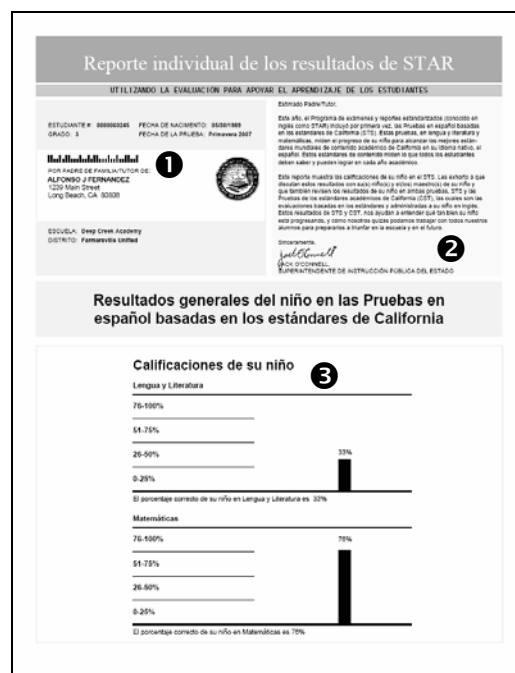 Reporte individual de los resultados de STAR
UTILIZANDO LA EVALUACIÓN PARA APOYAR EL APRENDIZAJE DE LOS ESTUDIANTES
ESTUDIANTE #: 0000000245 FECHA DE NACIMIENTO: 05/30/1989
GRADO: 3 FECHA DE LA PRUEBA: Primavera 2007
1
POR PADRE DE FAMILIA/TUTOR DE:
ALFONSO J FERNANDEZ
1239 Main Street
Long Beach, CA 60608
ESCUELA: Deep Creek Academy
DISTRITO: Farmersville Unified
Estimado Padre/Tutor,
Este año, el Programa de exámenes y reportes estandarizados (conocido en
inglés como STAR) incluyó por primera vez, las Pruebas en español basadas
en los estándares de California (STS). Estas pruebas, en lengua y literatura y
matemáticas, miden el progreso de su niño para alcanzar los mejores están-
dares mundiales de contenido académico de California en su idioma nativo, el
español. Estos estándares de contenido miden lo que todos los estudiantes
deben saber y pueden lograr en cada año académico.
Este reporte muestra las calificaciones de su niño en el STS. Las exhorto a que
discutan estos resultados con su(s) niño(s) y el(los) maestro(s) de su niño y
que también revisen los resultados de su niño en ambas pruebas, STS y las
Pruebas de los estándares académicos de California (CST), las cuales son las
evaluaciones basadas en los estándares y administradas a su niño en inglés.
Estos resultados de STS y CST, nos ayudan a entender qué tan bien su niño
está progresando, y cómo nosotros quizás podamos trabajar con todos nuestros
alumnos para prepararlos a triunfar en la escuela y en el futuro.
Sinceramente,
Jack O'Connell
2
JACK O'CONNELL
SUPERINTENDENTE DE INSTRUCCIÓN PÚBLICA DEL ESTADO
Resultados generales del niño en las Pruebas en
español basadas en los estándares de California
Calificaciones de su niño
3
Lengua y Literatura
76-100%
51-75%
26-50%
33%
0-25%
El porcentaje correcto de su niño en Lengua y Literatura es 33%
Matemáticas
76-100%
76%
51-75%
26-50%
0-25%
El porcentaje correcto de su niño en Matemáticas es 76%